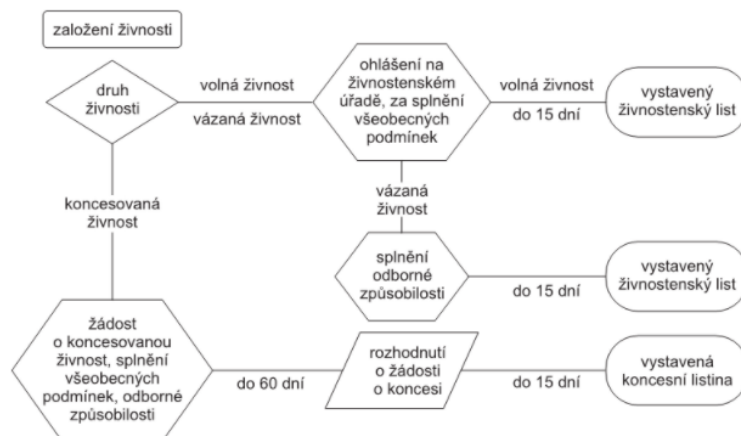 založení živnosti
druh
živnosti
volná živnost
vázaná živnost
ohlášení na
živnostenském
úřadě, za splnění
všeobecných
podmínek
volná živnost
do 15 dní
vystavený
živnostenský list
koncesovaná
živnost
vázaná
živnost
splnění
odborné
způsobilosti
do 15 dní
vystavený
živnostenský list
žádost
o koncesovanou
živnost, splnění
všeobecných
podmínek, odborné
způsobilosti
do 60 dní
rozhodnutí
o žádosti
o koncesi
do 15 dní
vystavená
koncesní listina